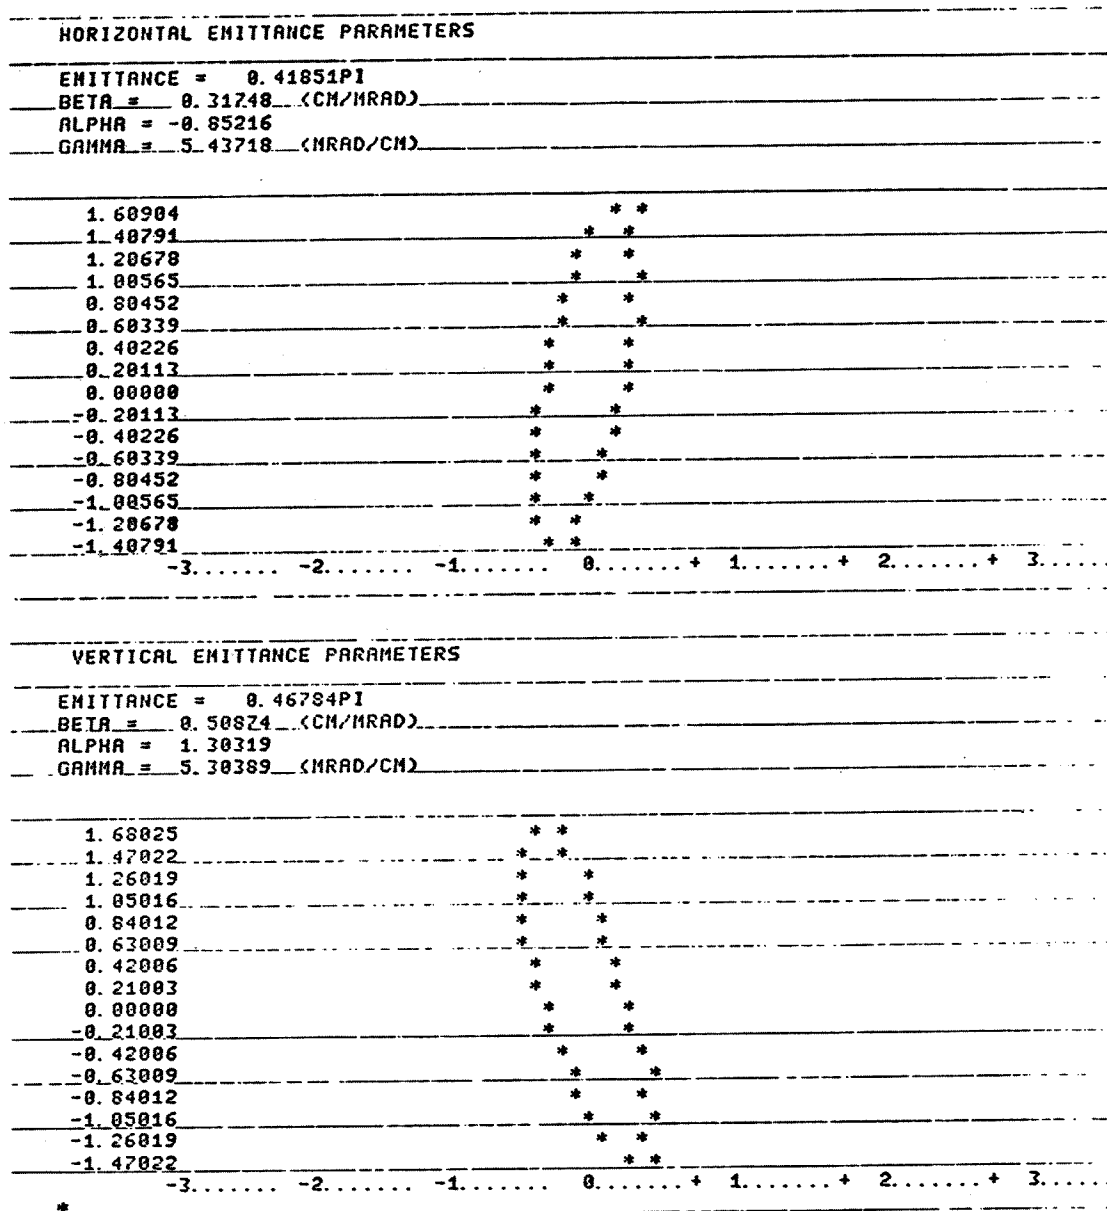 HORIZONTAL EMITTANCE PARAMETERS
EMITTANCE = 0.41851PI
BETA = 0.31748 (CM/MRAD)
ALPHA = -0.85216
GAMMA = 5.43718 (MRAD/CM)
1.60904 * *
1.40791 * *
1.20678 * *
1.00565 * *
0.80452 * *
0.60339 * *
0.40226 * *
0.20113 * *
0.00000 * *
-0.20113 * *
-0.40226 * *
-0.60339 * *
-0.80452 * *
-1.00565 * *
-1.20678 * *
-1.40791 * *
-3....... -2....... -1....... 0.......+ 1.......+ 2.......+ 3.....
VERTICAL EMITTANCE PARAMETERS
EMITTANCE = 0.46784PI
BETA = 0.50874 (CM/MRAD)
ALPHA = 1.30319
GAMMA = 5.30389 (MRAD/CM)
1.68025 * *
1.47022 * *
1.26019 * *
1.05016 * *
0.84012 * *
0.63009 * *
0.42006 * *
0.21003 * *
0.00000 * *
-0.21003 * *
-0.42006 * *
-0.63009 * *
-0.84012 * *
-1.05016 * *
-1.26019 * *
-1.47022 * *
-3....... -2....... -1....... 0.......+ 1.......+ 2.......+ 3.....
*